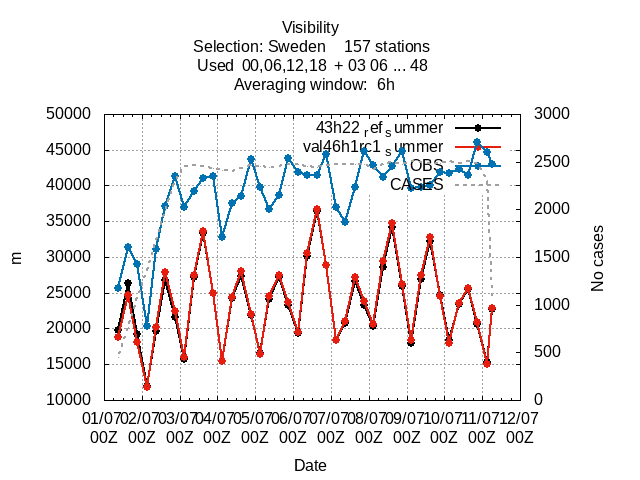 Visibility
Selection: Sweden 157 stations
Used 00,06,12,18 + 03 06 ... 48
Averaging window: 6h
50000 3000
43h22 refsummer
val46h1rc1 summer
45000 OBS 2500
40000 CASES
35000 2000
30000 1500
m
No cases
25000 1000
20000
15000 500
10000 0
01/07 02/07 03/07 04/07 05/07 06/07 07/07 08/07 09/07 10/07 11/07 12/07
00Z 00Z 00Z 00Z 00Z 00Z 00Z 00Z 00Z 00Z 00Z 00Z
Date